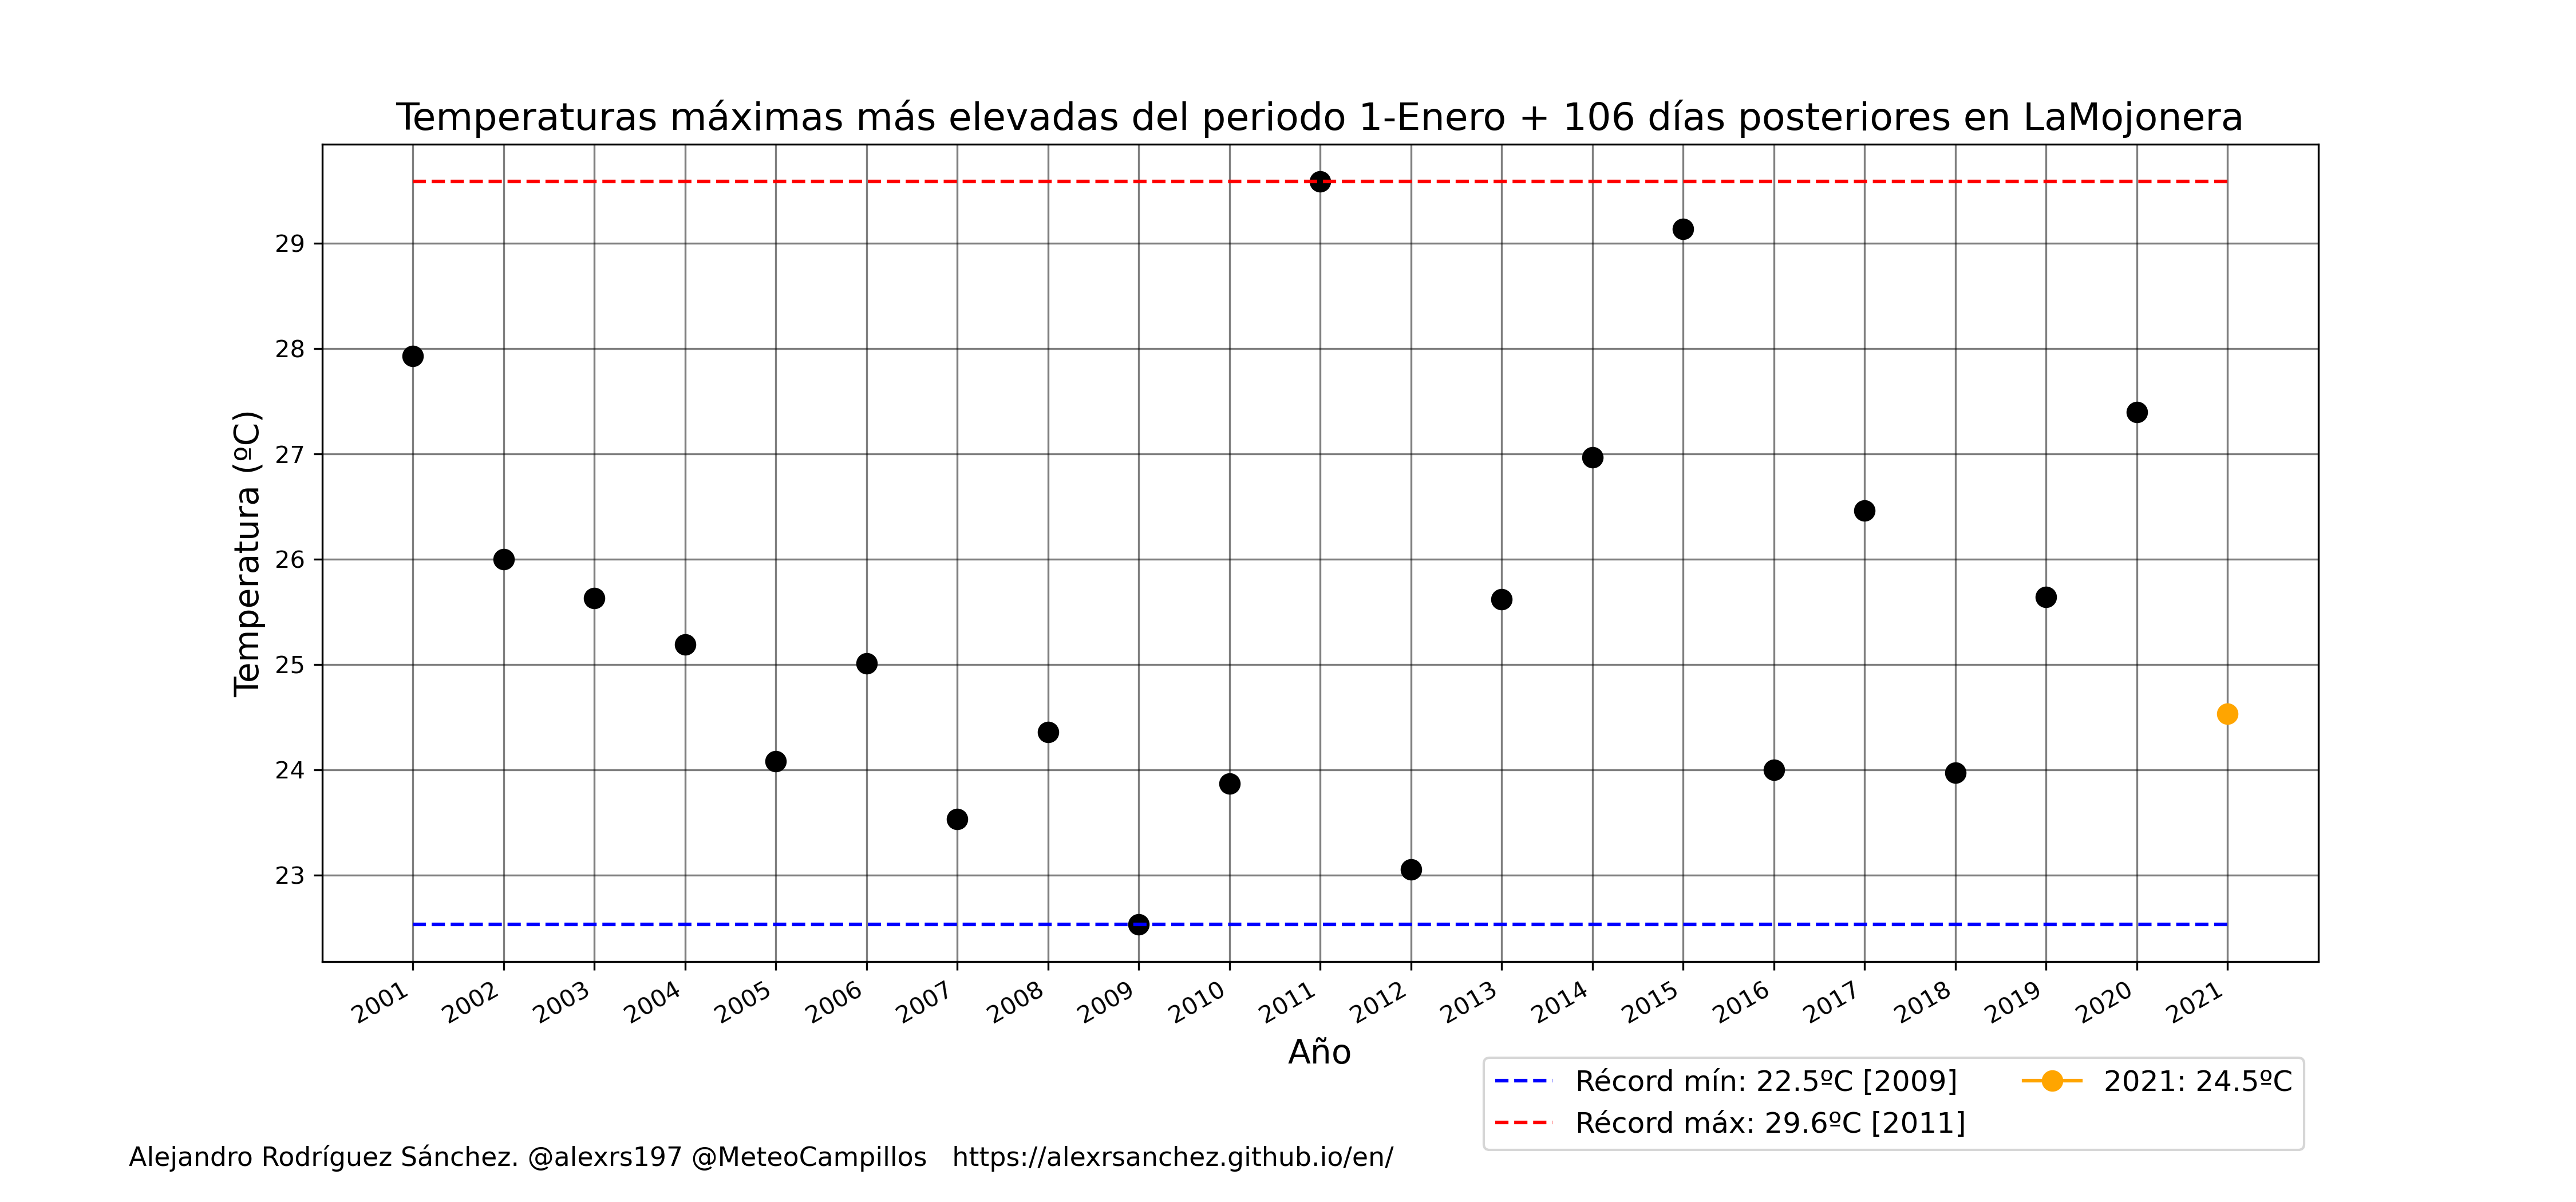 Temperaturas máximas más elevadas del periodo 1-Enero + 106 días posteriores en LaMojonera
Temperatura (ºC)
29
28
27
26
25
24
23
2001 2002 2003 2004 2005 2006 2007 2008 2009 2010 2011 2012 2013 2014 2015 2016 2017 2018 2019 2020 2021
Año
Récord mín: 22.5ºC [2009]
Récord máx: 29.6ºC [2011]
2021: 24.5ºC
Alejandro Rodríguez Sánchez. @alexrs197 @MeteoCampillos https://alexrsanchez.github.io/en/